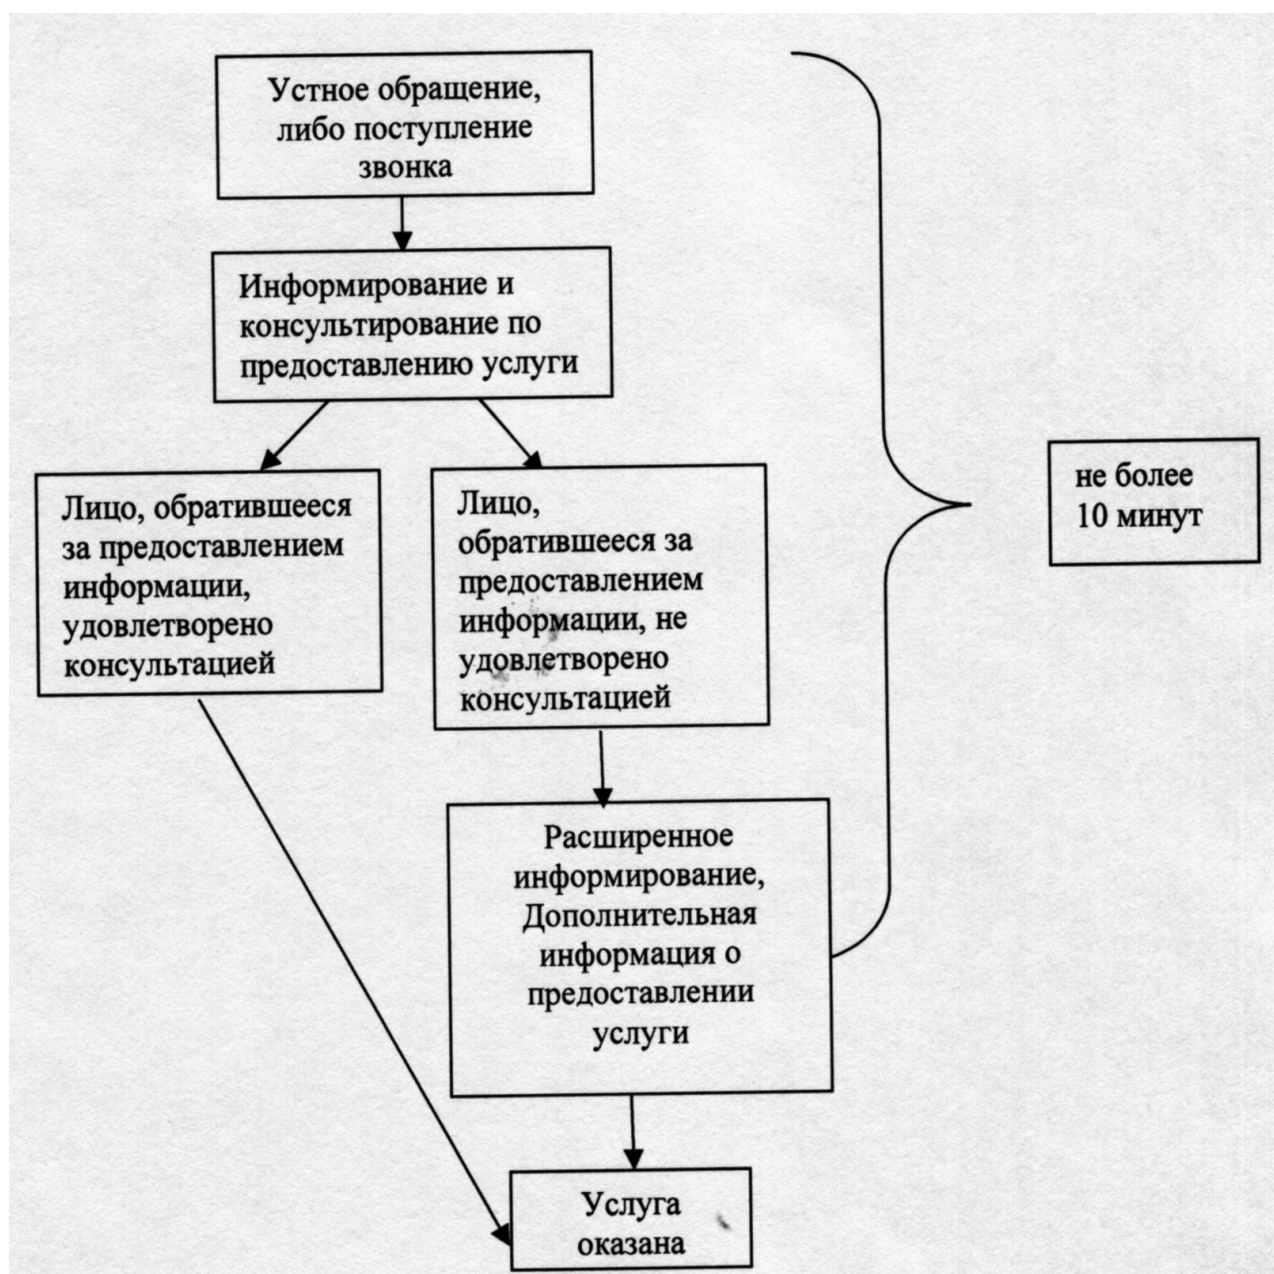 Устное обращение,
либо поступление
звонка
Информирование и
консультирование по
предоставлению услуги
Лицо, обратившееся
за предоставлением
информации,
удовлетворено
консультацией
Лицо,
обратившееся за
предоставлением
информации, не
удовлетворено
консультацией
не более
10 минут
Расширенное
информирование,
Дополнительная
информация о
предоставлении
услуги
Услуга
оказана